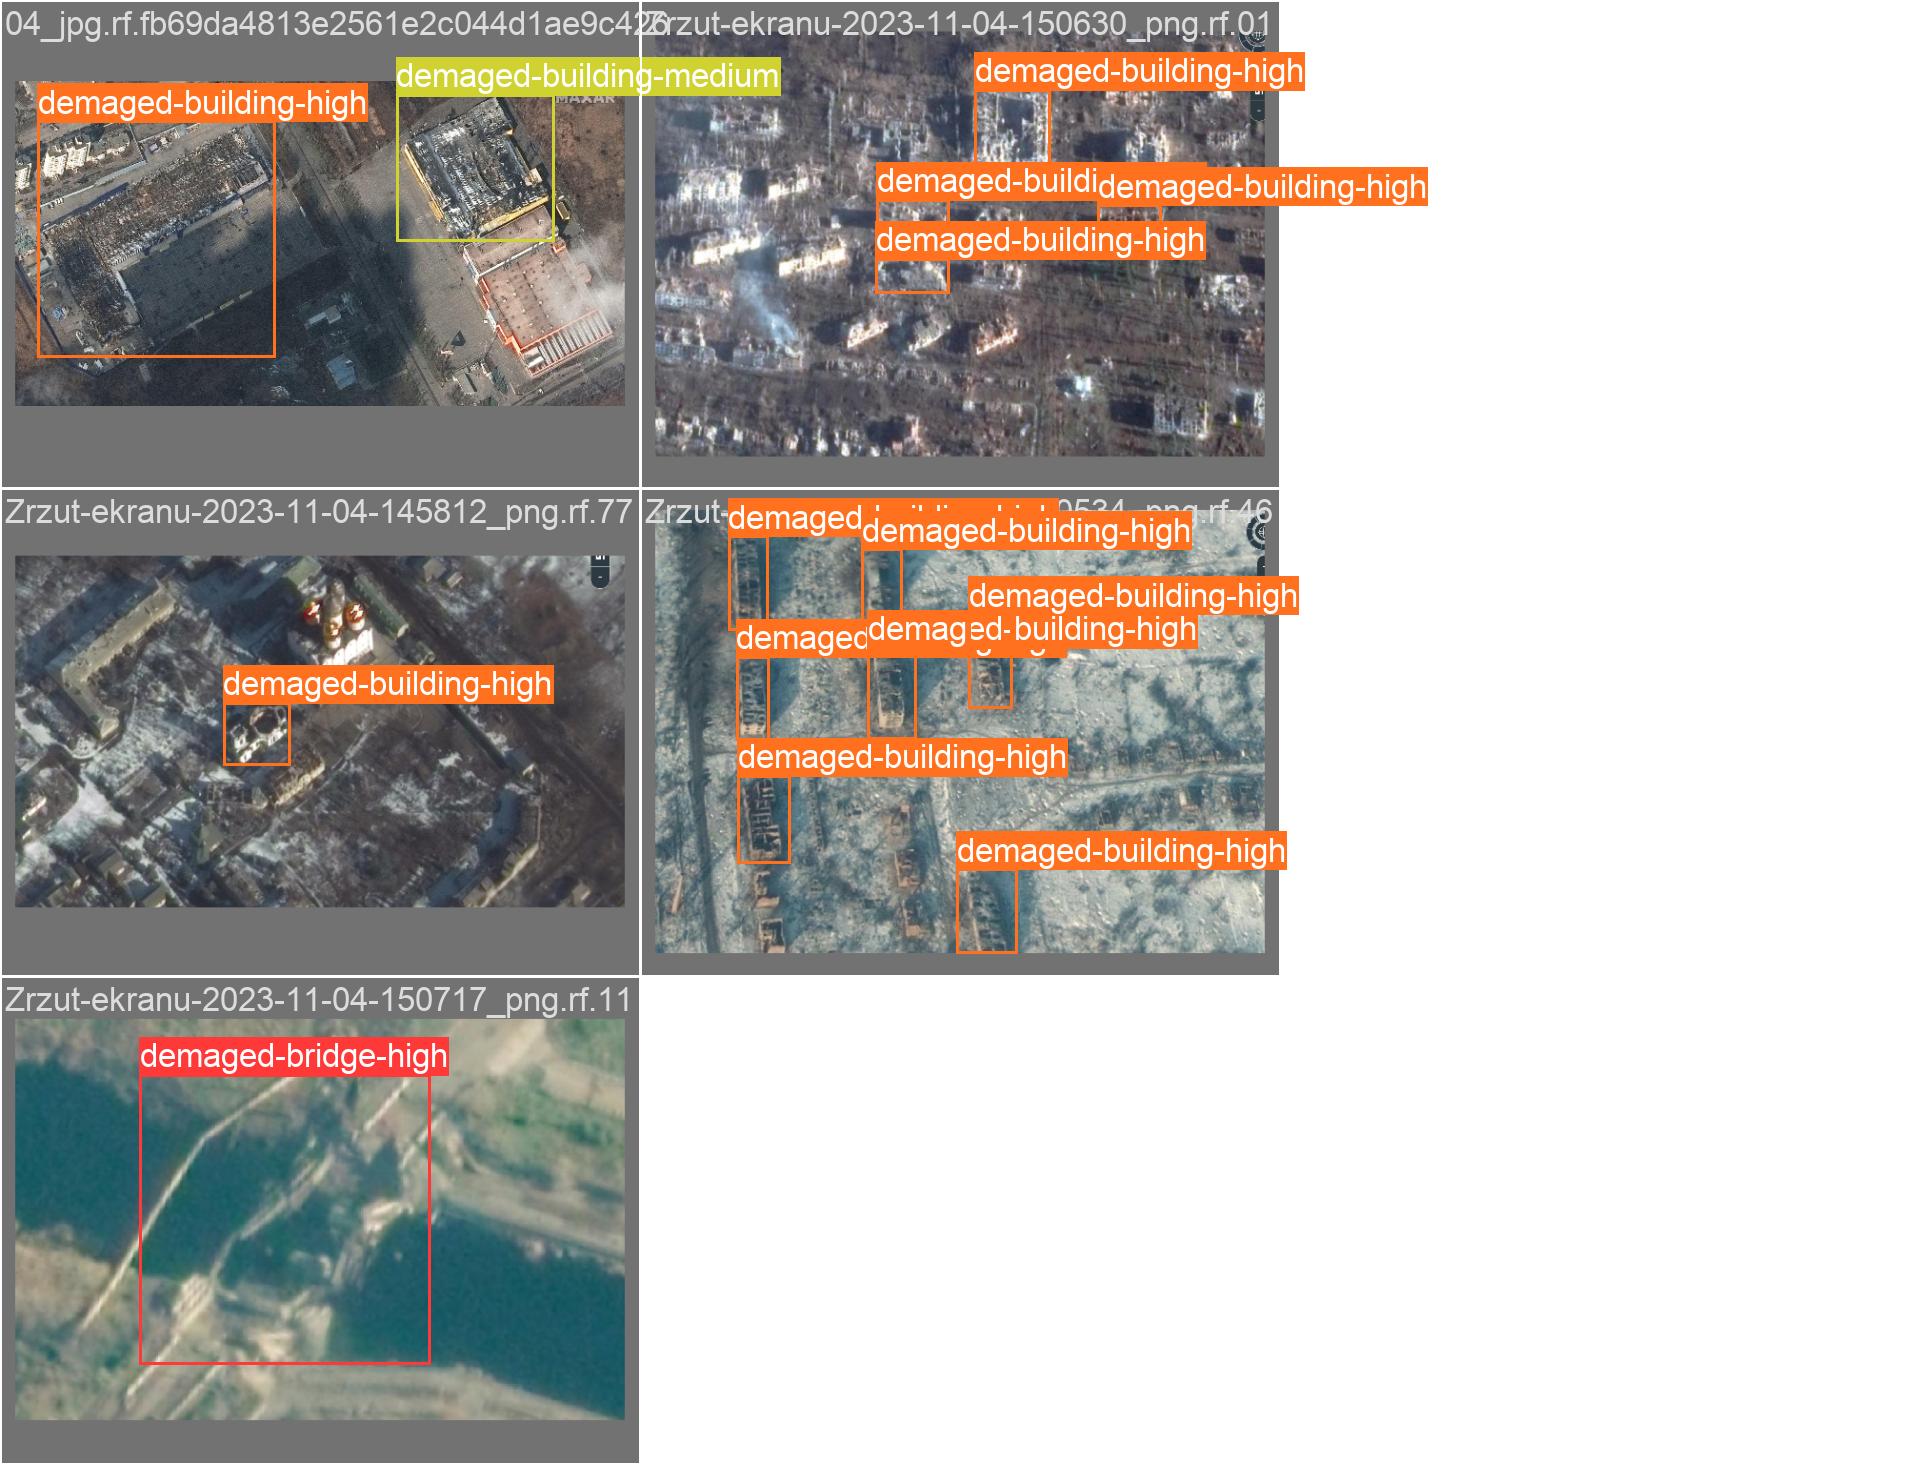 04_jpg.rf.fb69da4813e2561e2c044d1ae9c426
demaged-building-medium
demaged-building-high
MAXAR
Zrzut-ekranu-2023-11-04-150630_png.rf.01
demaged-building-high
demaged-buildi
demaged-building-high
demaged-building-high
Zrzut-ekranu-2023-11-04-145812_png.rf.77
demaged-building-high
Zrzut- 0534_png.rf.46
demaged
demaged-building-high
demaged-building-high
demaged
demaged-building-high
demaged-building-high
demaged-building-high
Zrzut-ekranu-2023-11-04-150717_png.rf.11
demaged-bridge-high